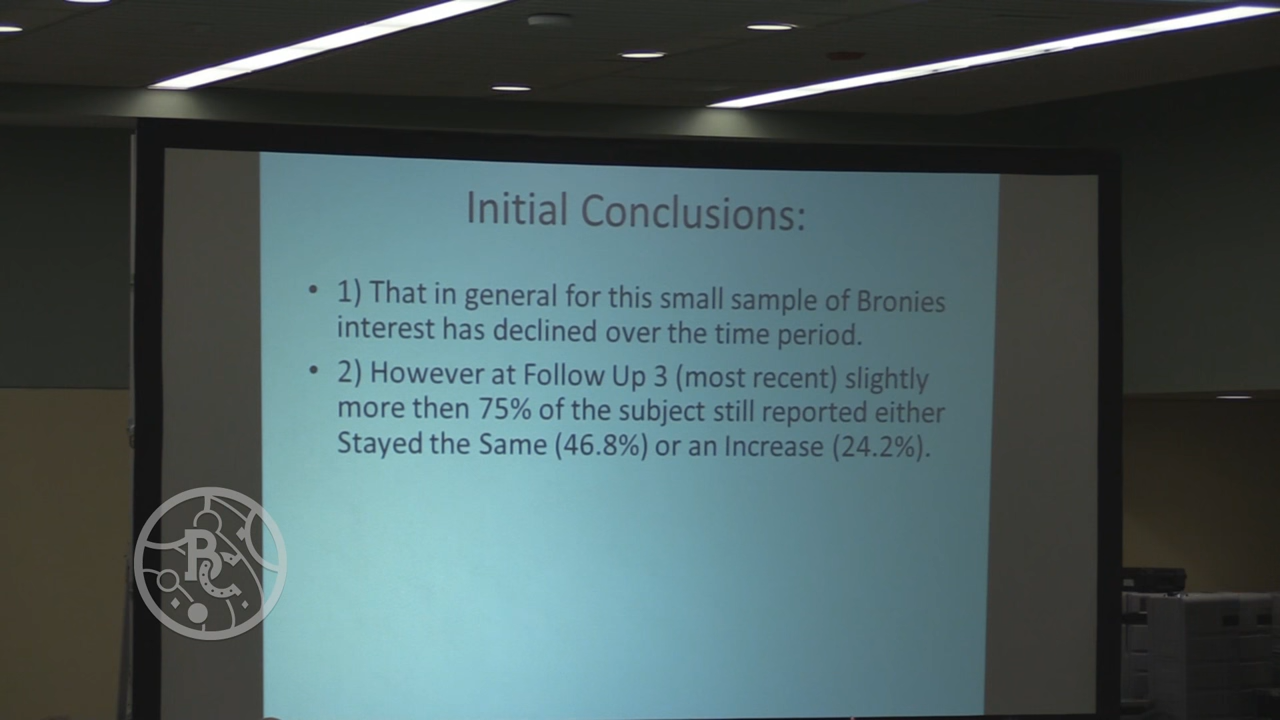 Initial Conclusions:
• 1) That in general for this small sample of Bronies
interest has declined over the time period.
• 2) However at Follow Up 3 (most recent) slightly
more then 75% of the subject still reported either
Stayed the Same (46.8%) or an Increase (24.2%).
BC